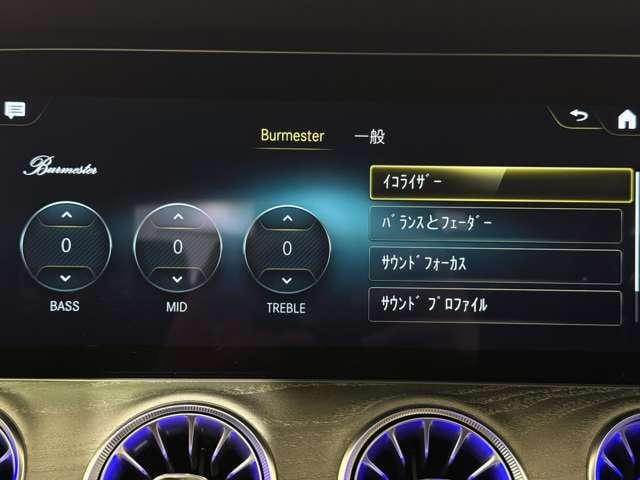 Burmester 一般
Burmester
ｲｺﾗｲｻﾞｰ
ﾊﾞﾗﾝｽとﾌｪｰﾀﾞｰ
ｻｳﾝﾄﾞﾌｫｰｶｽ
ｻｳﾝﾄﾞ ﾌﾟﾛﾌｧｲﾙ
0 0 0
BASS MID TREBLE